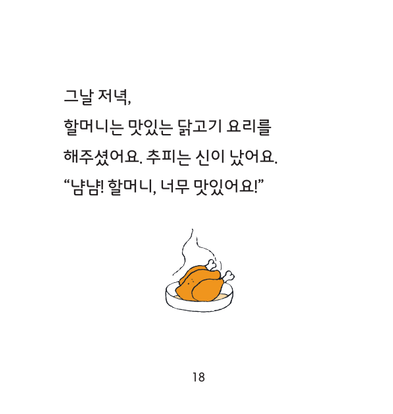 그날 저녁,
할머니는 맛있는 닭고기 요리를
해주셨어요. 추피는 신이 났어요.
“냠냠! 할머니, 너무 맛있어요!”
18